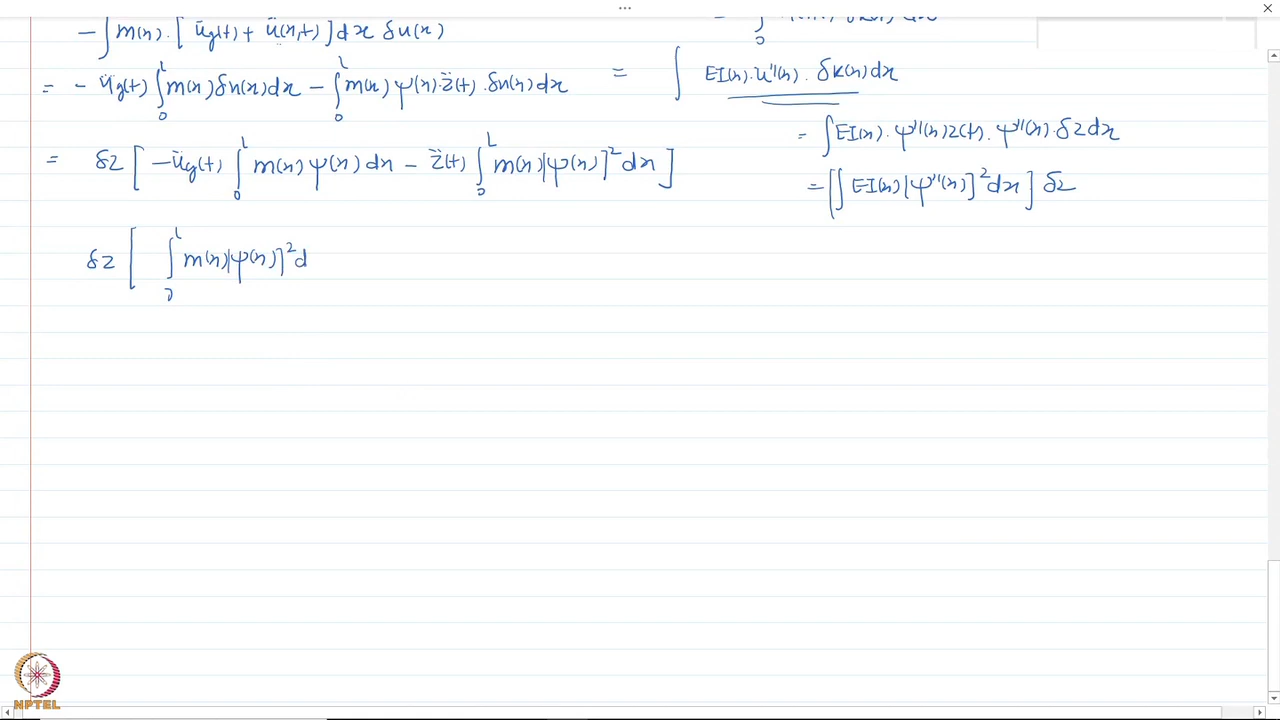 ...
- ∫ m(x) · [ üg(t) + ü(x,t) ] dx δu(x)
= - üg(t) ∫₀ᴸ m(x) δu(x) dx - ∫₀ᴸ m(x) ψ(x) · z̈(t) · δu(x) dx
= δz [ - üg(t) ∫₀ᴸ m(x) ψ(x) dx - z̈(t) ∫₀ᴸ m(x) [ψ(x)]² dx ]
δz [ ∫₀ᴸ m(x) [ψ(x)]² d
= ∫ EI(x) · u''(x) · δκ(x) dx
= ∫ EI(x) · ψ''(x) z(t) · ψ''(x) · δz dx
= [ ∫ EI(x) [ψ''(x)]² dx ] δz
NPTEL